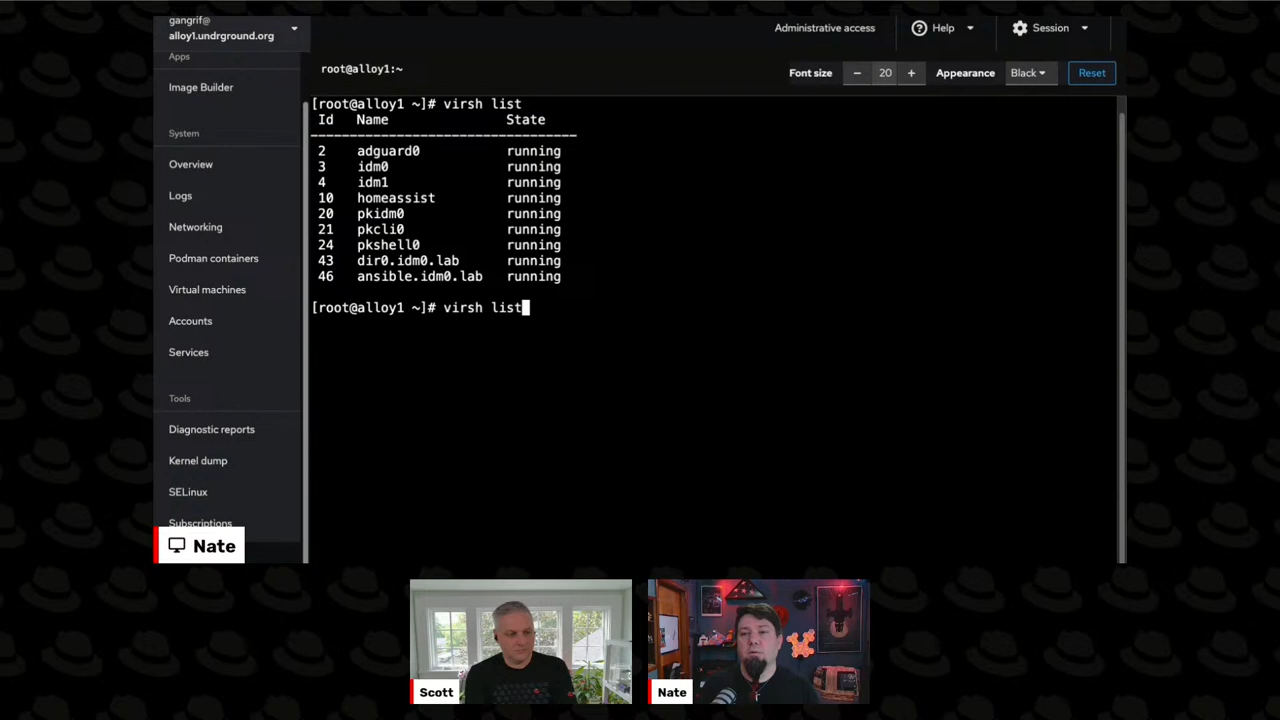 gangrif@
alloy1.undrground.org
Administrative access
Help
Session
Apps
Image Builder
System
Overview
Logs
Networking
Podman containers
Virtual machines
Accounts
Services
Tools
Diagnostic reports
Kernel dump
SELinux
Subscriptions
root@alloy1:~
Font size
20
Appearance
Black
Reset
[root@alloy1 ~]# virsh list
Id Name State
2 adguard0 running
3 idm0 running
4 idm1 running
10 homeassist running
20 pkidm0 running
21 pkcli0 running
24 pkshell0 running
43 dir0.idm0.lab running
46 ansible.idm0.lab running
[root@alloy1 ~]# virsh list
Nate
Scott
Nate